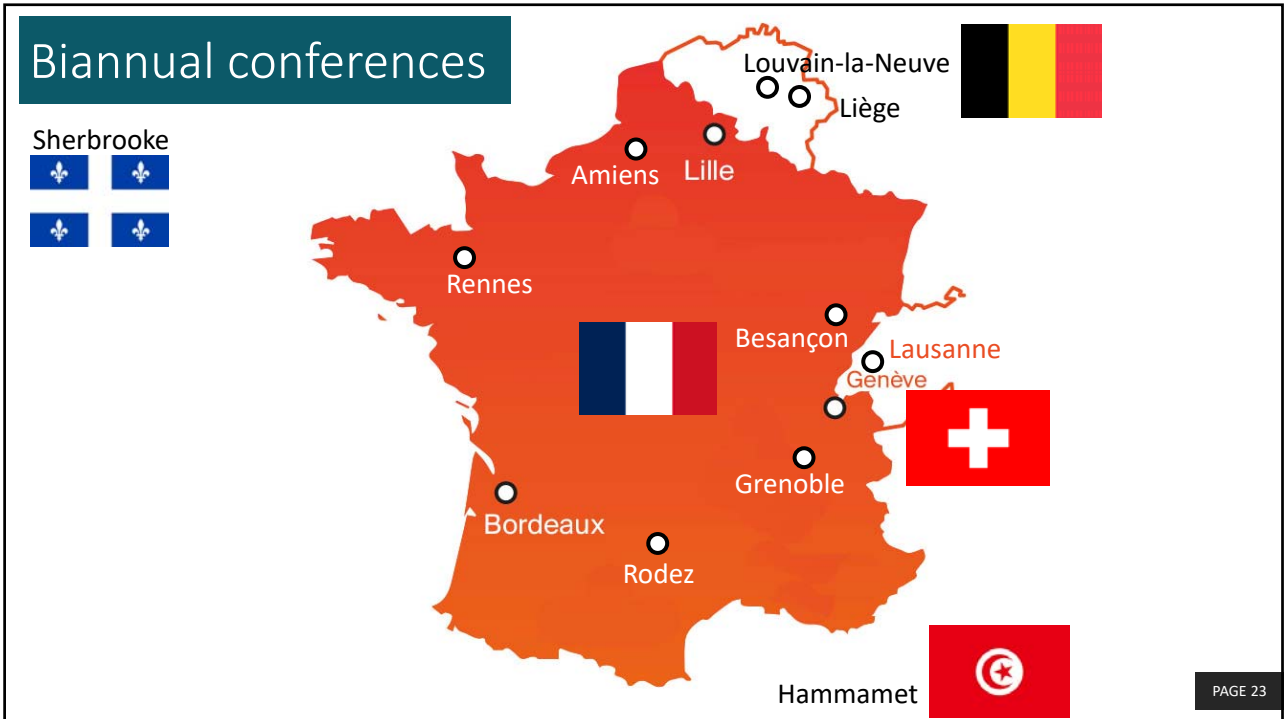 Biannual conferences
Louvain-la-Neuve
Liège
Sherbrooke
Amiens
Lille
Rennes
Besançon
Lausanne
Genève
Grenoble
Bordeaux
Rodez
Hammamet
PAGE 23